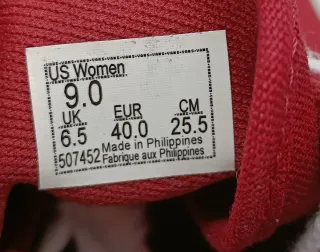 US Women
9.0
UK EUR CM
6.5 40.0 25.5
507452 Made in Philippines
Fabrique aux Philippines